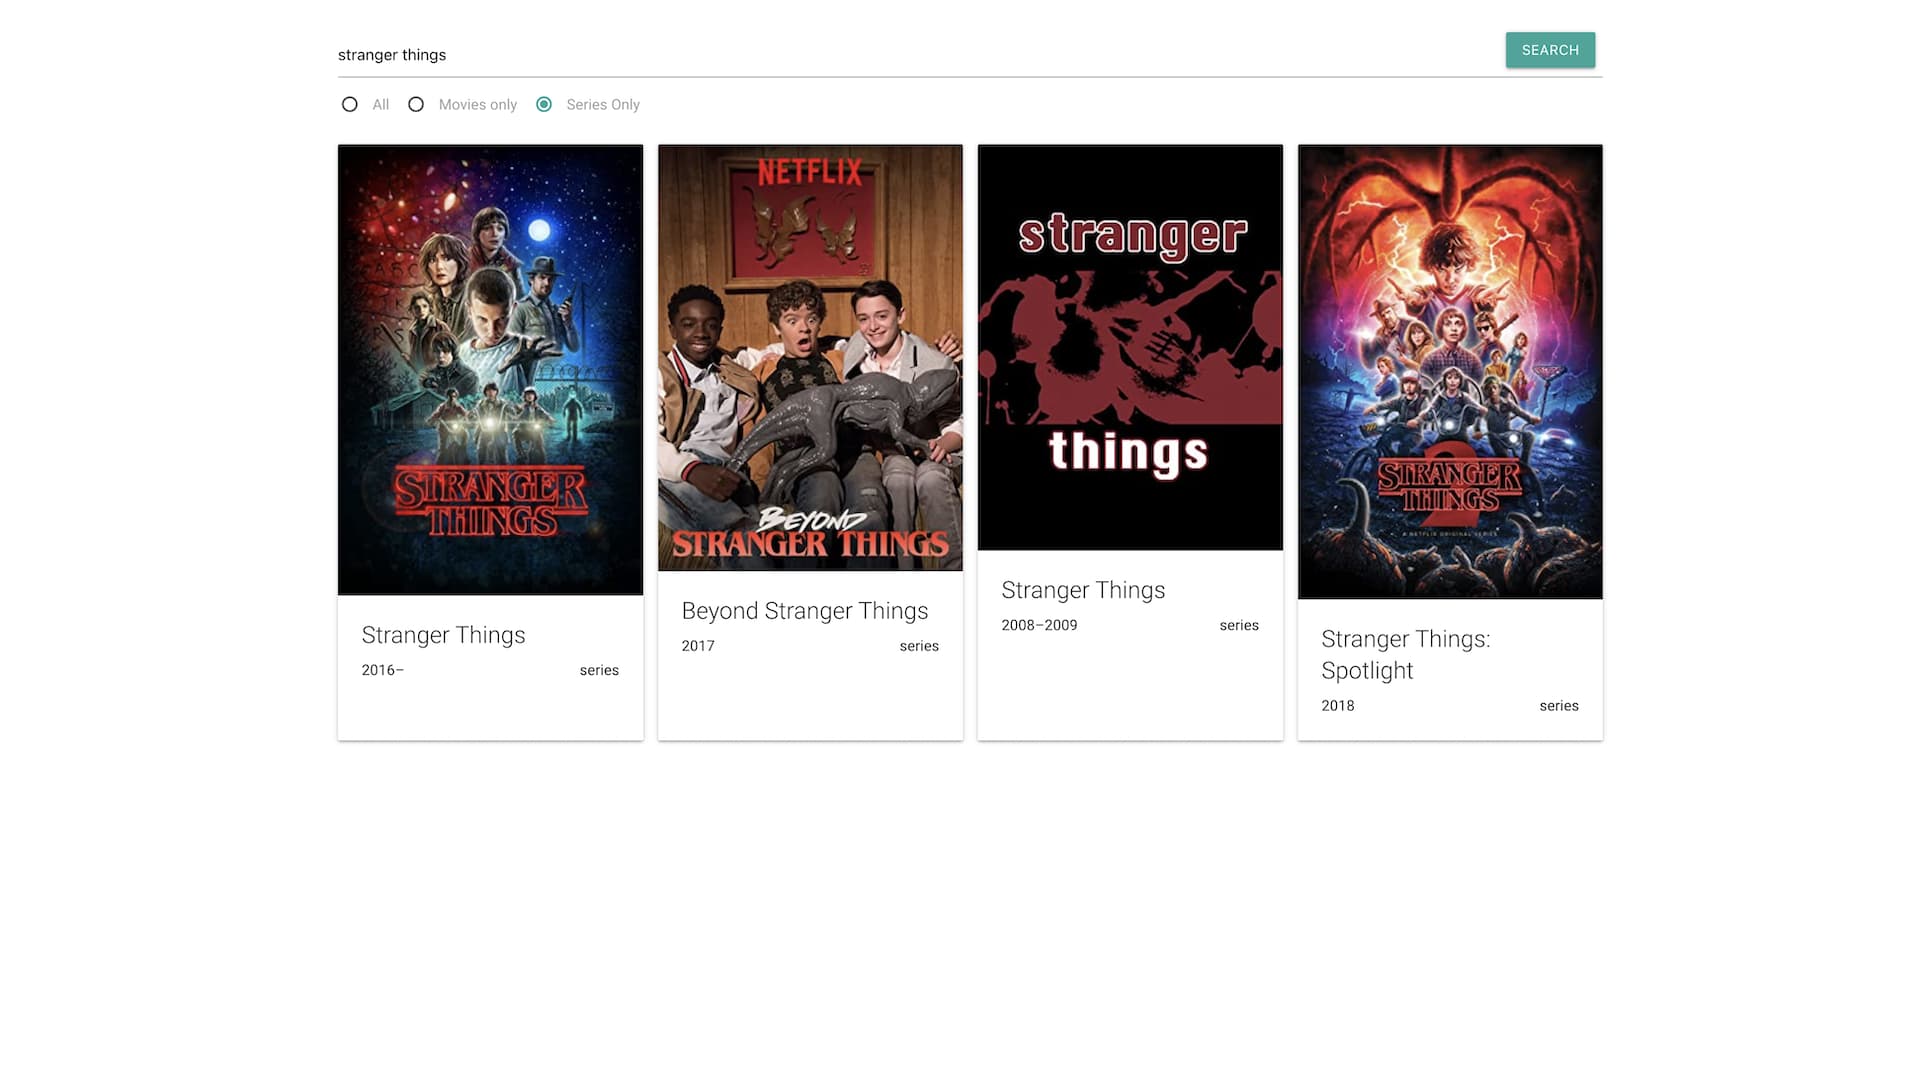 stranger things
SEARCH
All
Movies only
Series Only
STRANGER
THINGS
Stranger Things
2016–
series
NETFLIX
BEYOND
STRANGER THINGS
Beyond Stranger Things
2017
series
stranger
things
Stranger Things
2008–2009
series
STRANGER
THINGS
2
A NETFLIX ORIGINAL SERIES
Stranger Things:
Spotlight
2018
series